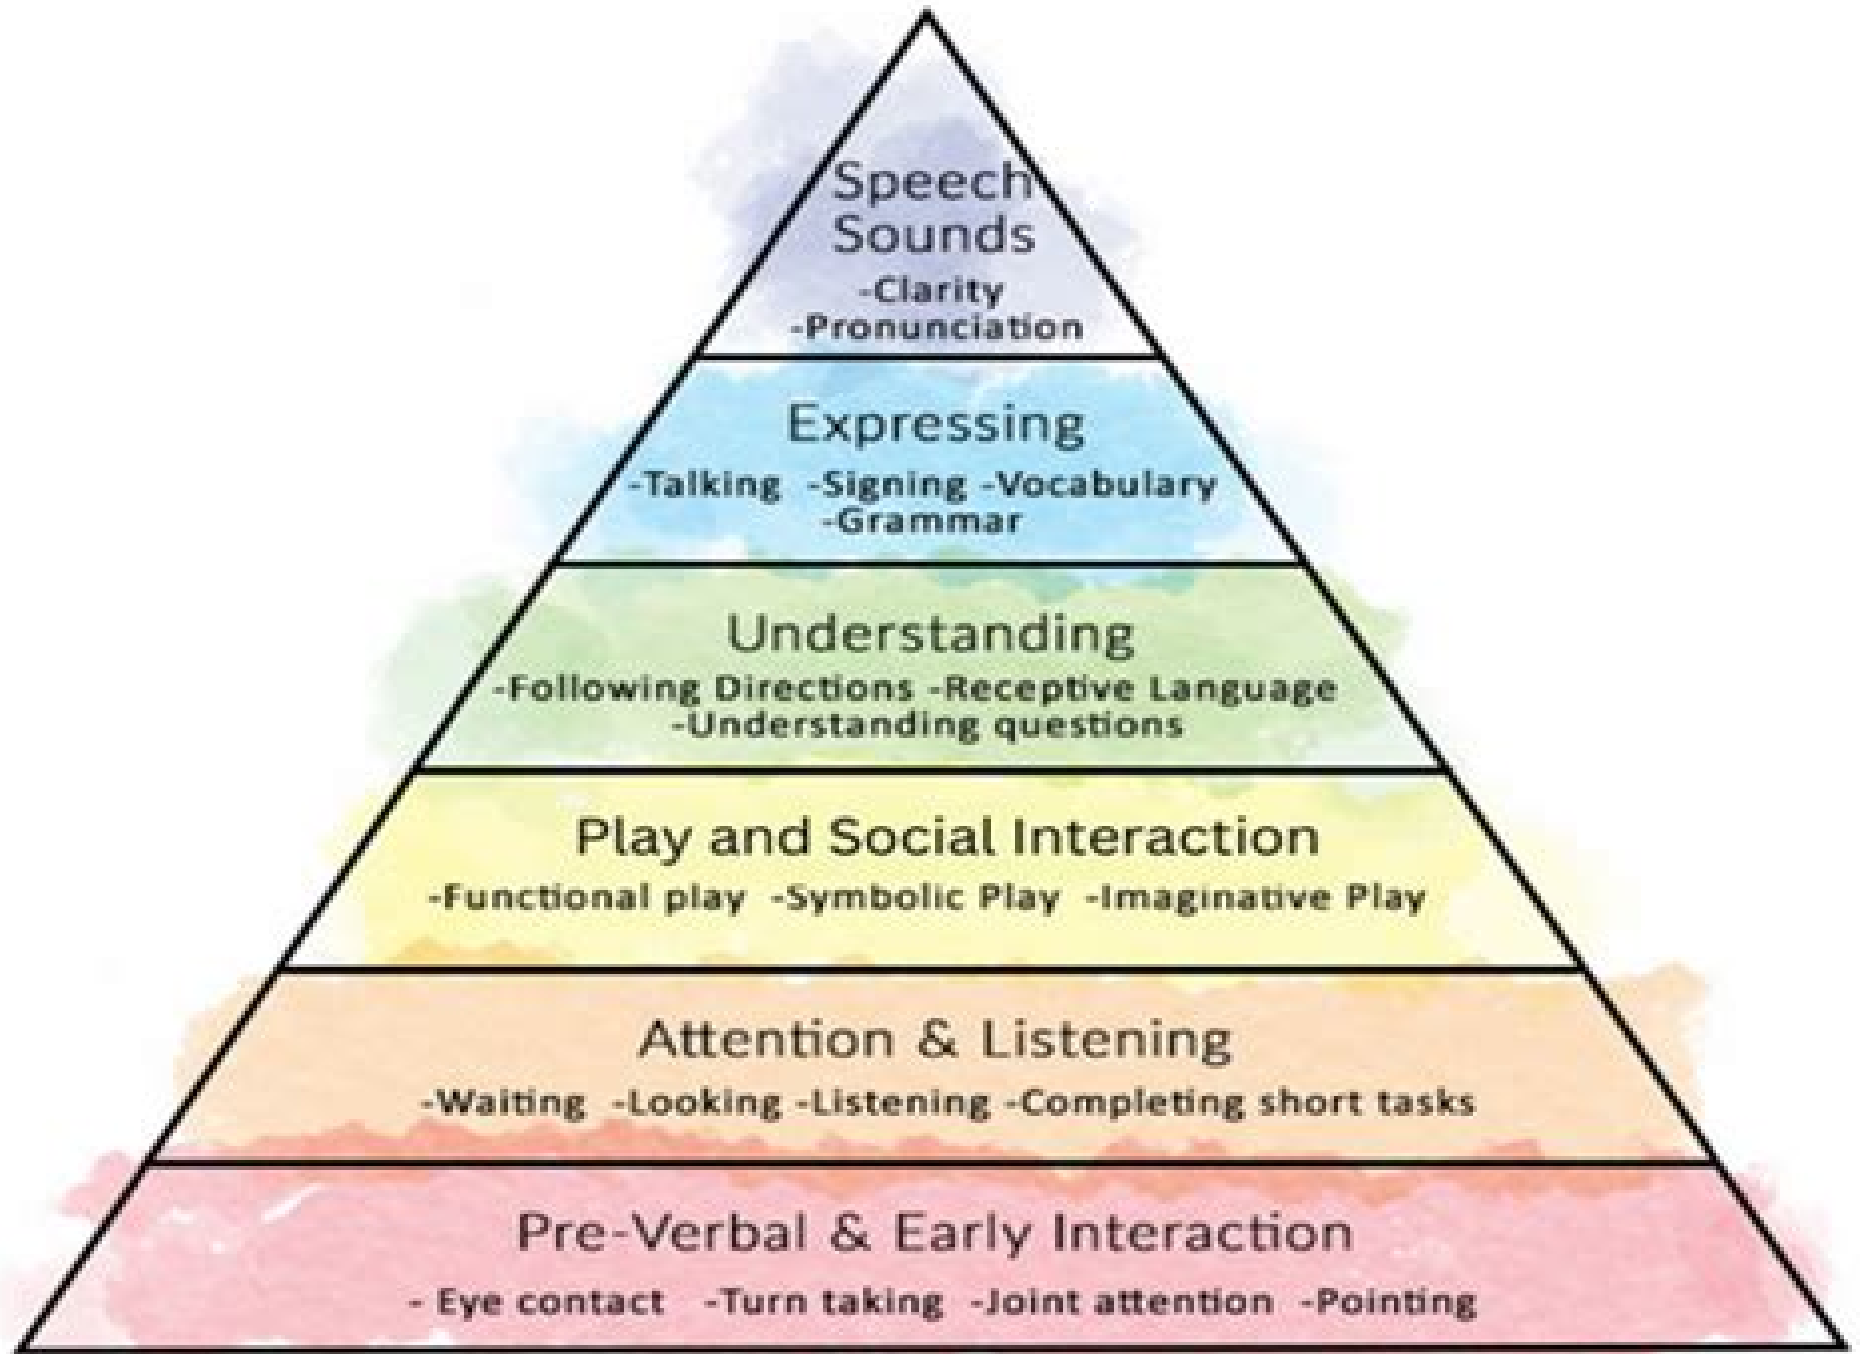 Speech
Sounds
-Clarity
-Pronunciation
Expressing
-Talking -Signing -Vocabulary
-Grammar
Understanding
-Following Directions -Receptive Language
-Understanding questions
Play and Social Interaction
-Functional play -Symbolic Play -Imaginative Play
Attention & Listening
-Waiting -Looking -Listening -Completing short tasks
Pre-Verbal & Early Interaction
- Eye contact -Turn taking -Joint attention -Pointing